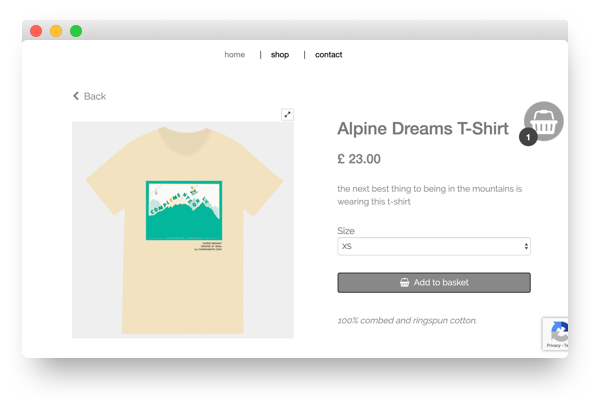 home | shop | contact
Back
Alpine Dreams T-Shirt
1
£ 23.00
the next best thing to being in the mountains is
wearing this t-shirt
Size
XS
Add to basket
100% combed and ringspun cotton.
Privacy - Te